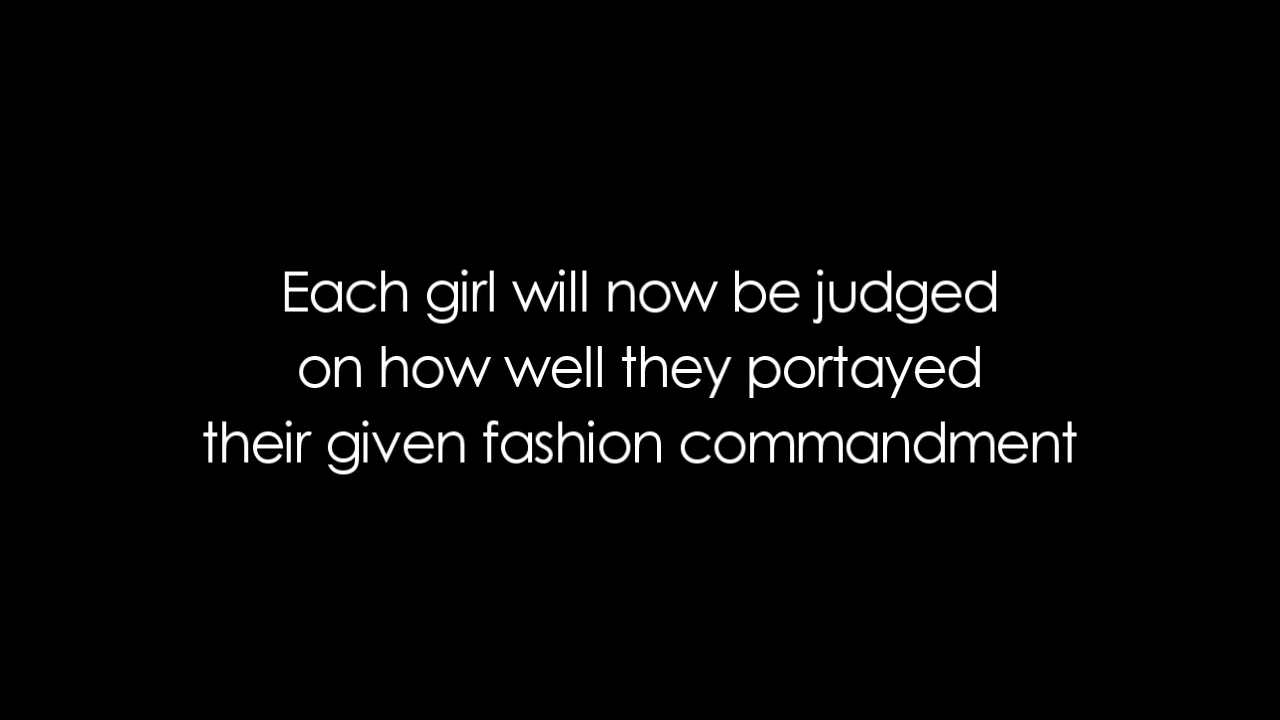 Each girl will now be judged
on how well they portayed
their given fashion commandment